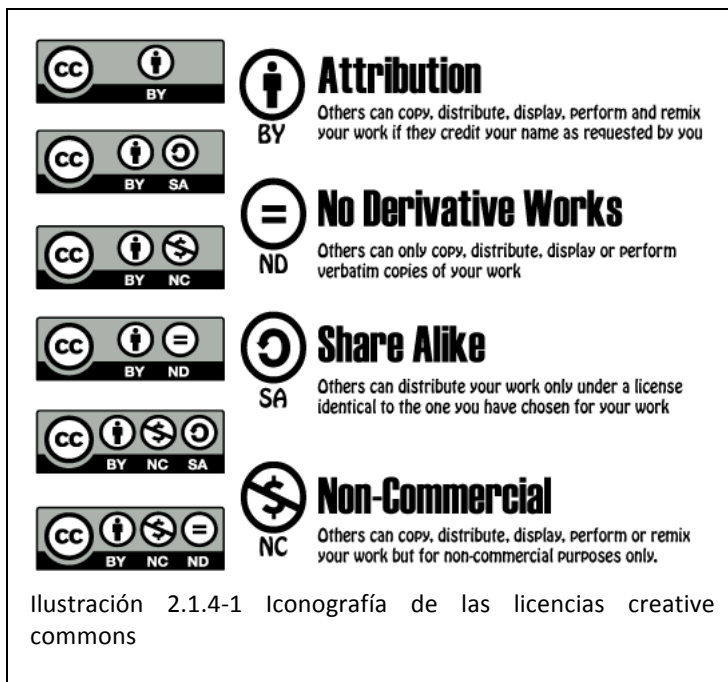 cc
BY
cc
BY SA
cc
BY NC
cc
BY ND
cc
BY NC SA
cc
BY NC ND
BY
Attribution
Others can copy, distribute, display, perform and remix
your work if they credit your name as requested by you
ND
No Derivative Works
Others can only copy, distribute, display or perform
verbatim copies of your work
SA
Share Alike
Others can distribute your work only under a license
identical to the one you have chosen for your work
NC
Non-Commercial
Others can copy, distribute, display, perform or remix
your work but for non-commercial purposes only.
Ilustración 2.1.4-1 Iconografía de las licencias creative
commons